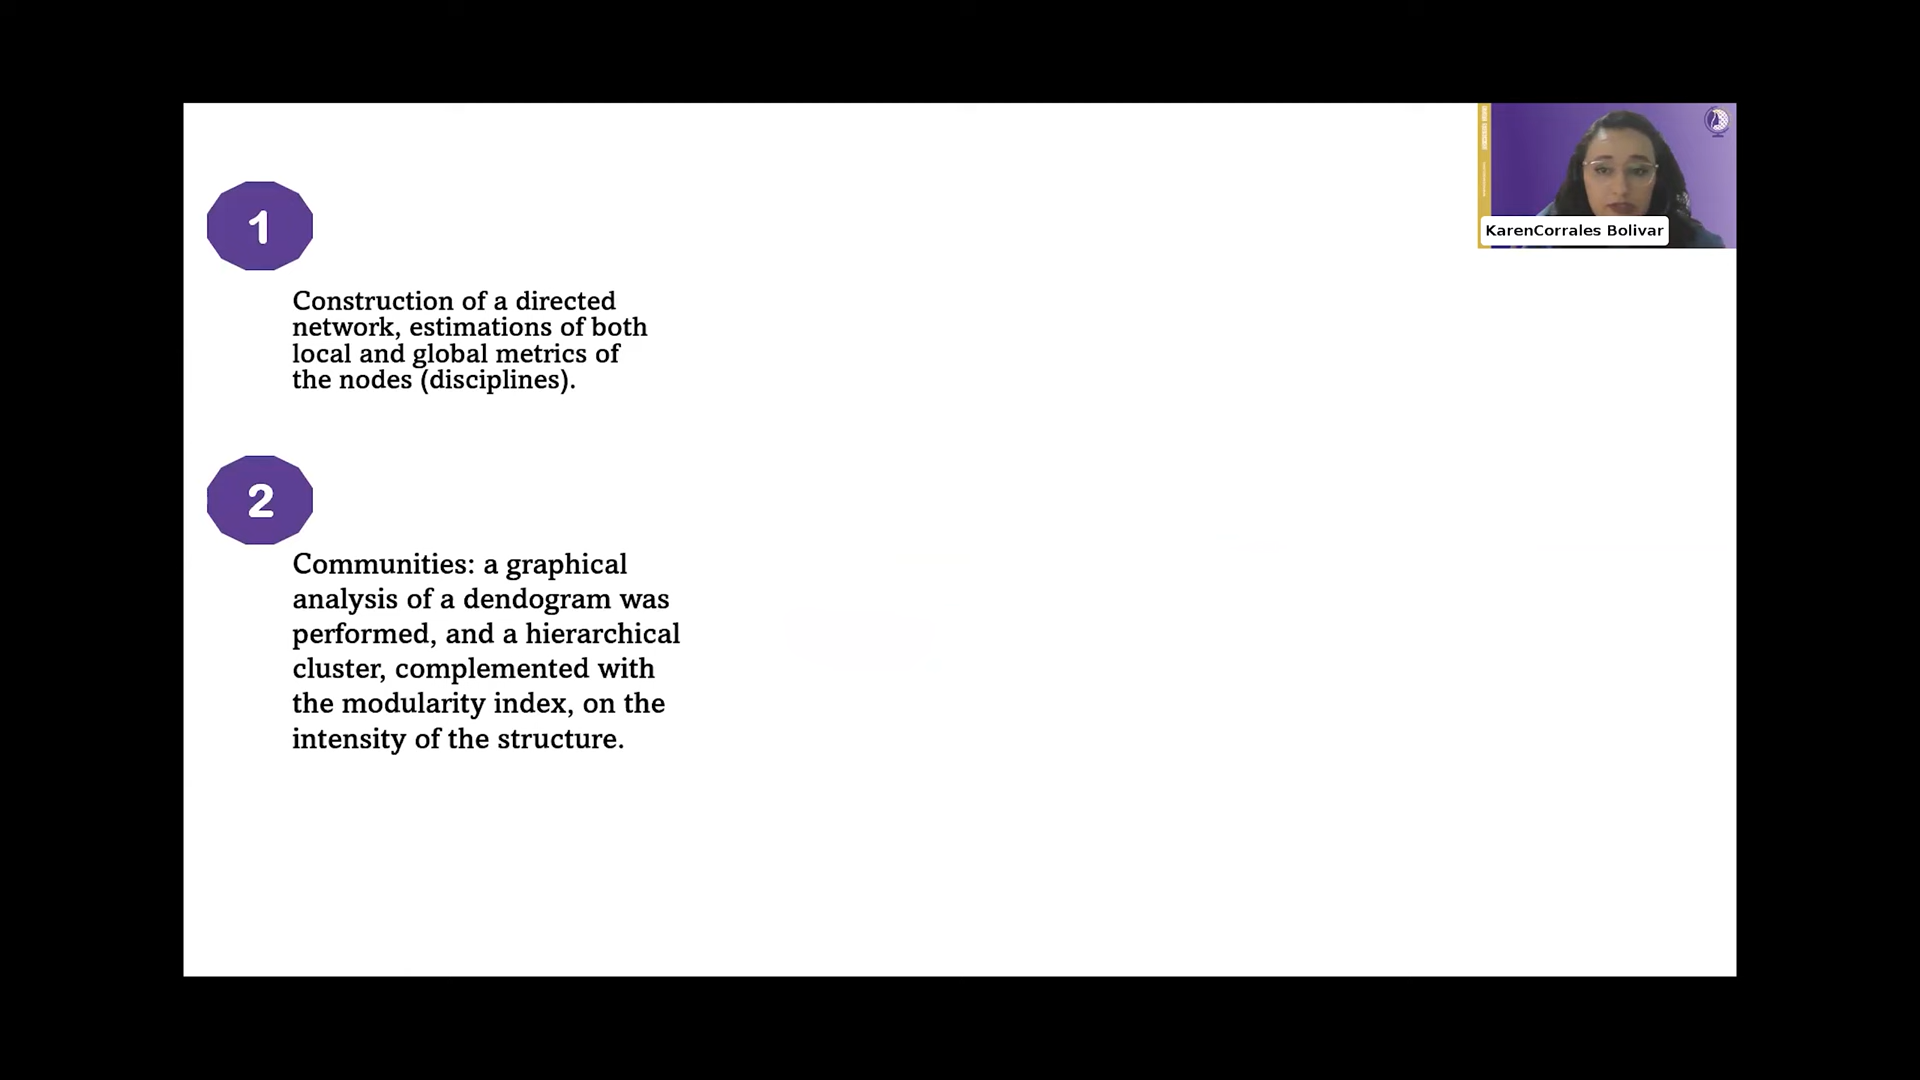 1
Construction of a directed
network, estimations of both
local and global metrics of
the nodes (disciplines).
2
Communities: a graphical
analysis of a dendogram was
performed, and a hierarchical
cluster, complemented with
the modularity index, on the
intensity of the structure.
KarenCorrales Bolivar